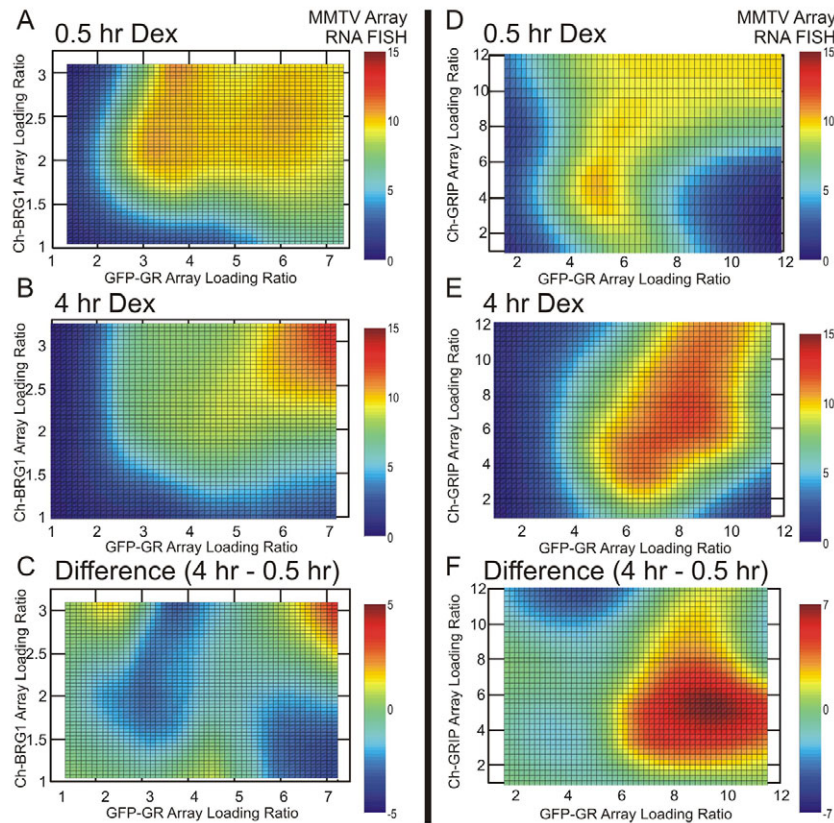 A
0.5 hr Dex
MMTV Array
RNA FISH
15
10
5
0
3
2.5
2
1.5
1
Ch-BRG1 Array Loading Ratio
1 2 3 4 5 6 7
GFP-GR Array Loading Ratio
B
4 hr Dex
15
10
5
0
3
2.5
2
1.5
1
Ch-BRG1 Array Loading Ratio
1 2 3 4 5 6 7
GFP-GR Array Loading Ratio
C
Difference (4 hr - 0.5 hr)
5
0
-5
3
2.5
2
1.5
1
Ch-BRG1 Array Loading Ratio
1 2 3 4 5 6 7
GFP-GR Array Loading Ratio
D
0.5 hr Dex
MMTV Array
RNA FISH
15
10
5
0
12
10
8
6
4
2
Ch-GRIP Array Loading Ratio
2 4 6 8 10 12
GFP-GR Array Loading Ratio
E
4 hr Dex
15
10
5
0
12
10
8
6
4
2
Ch-GRIP Array Loading Ratio
2 4 6 8 10 12
GFP-GR Array Loading Ratio
F
Difference (4 hr - 0.5 hr)
7
0
-7
12
10
8
6
4
2
Ch-GRIP Array Loading Ratio
2 4 6 8 10 12
GFP-GR Array Loading Ratio